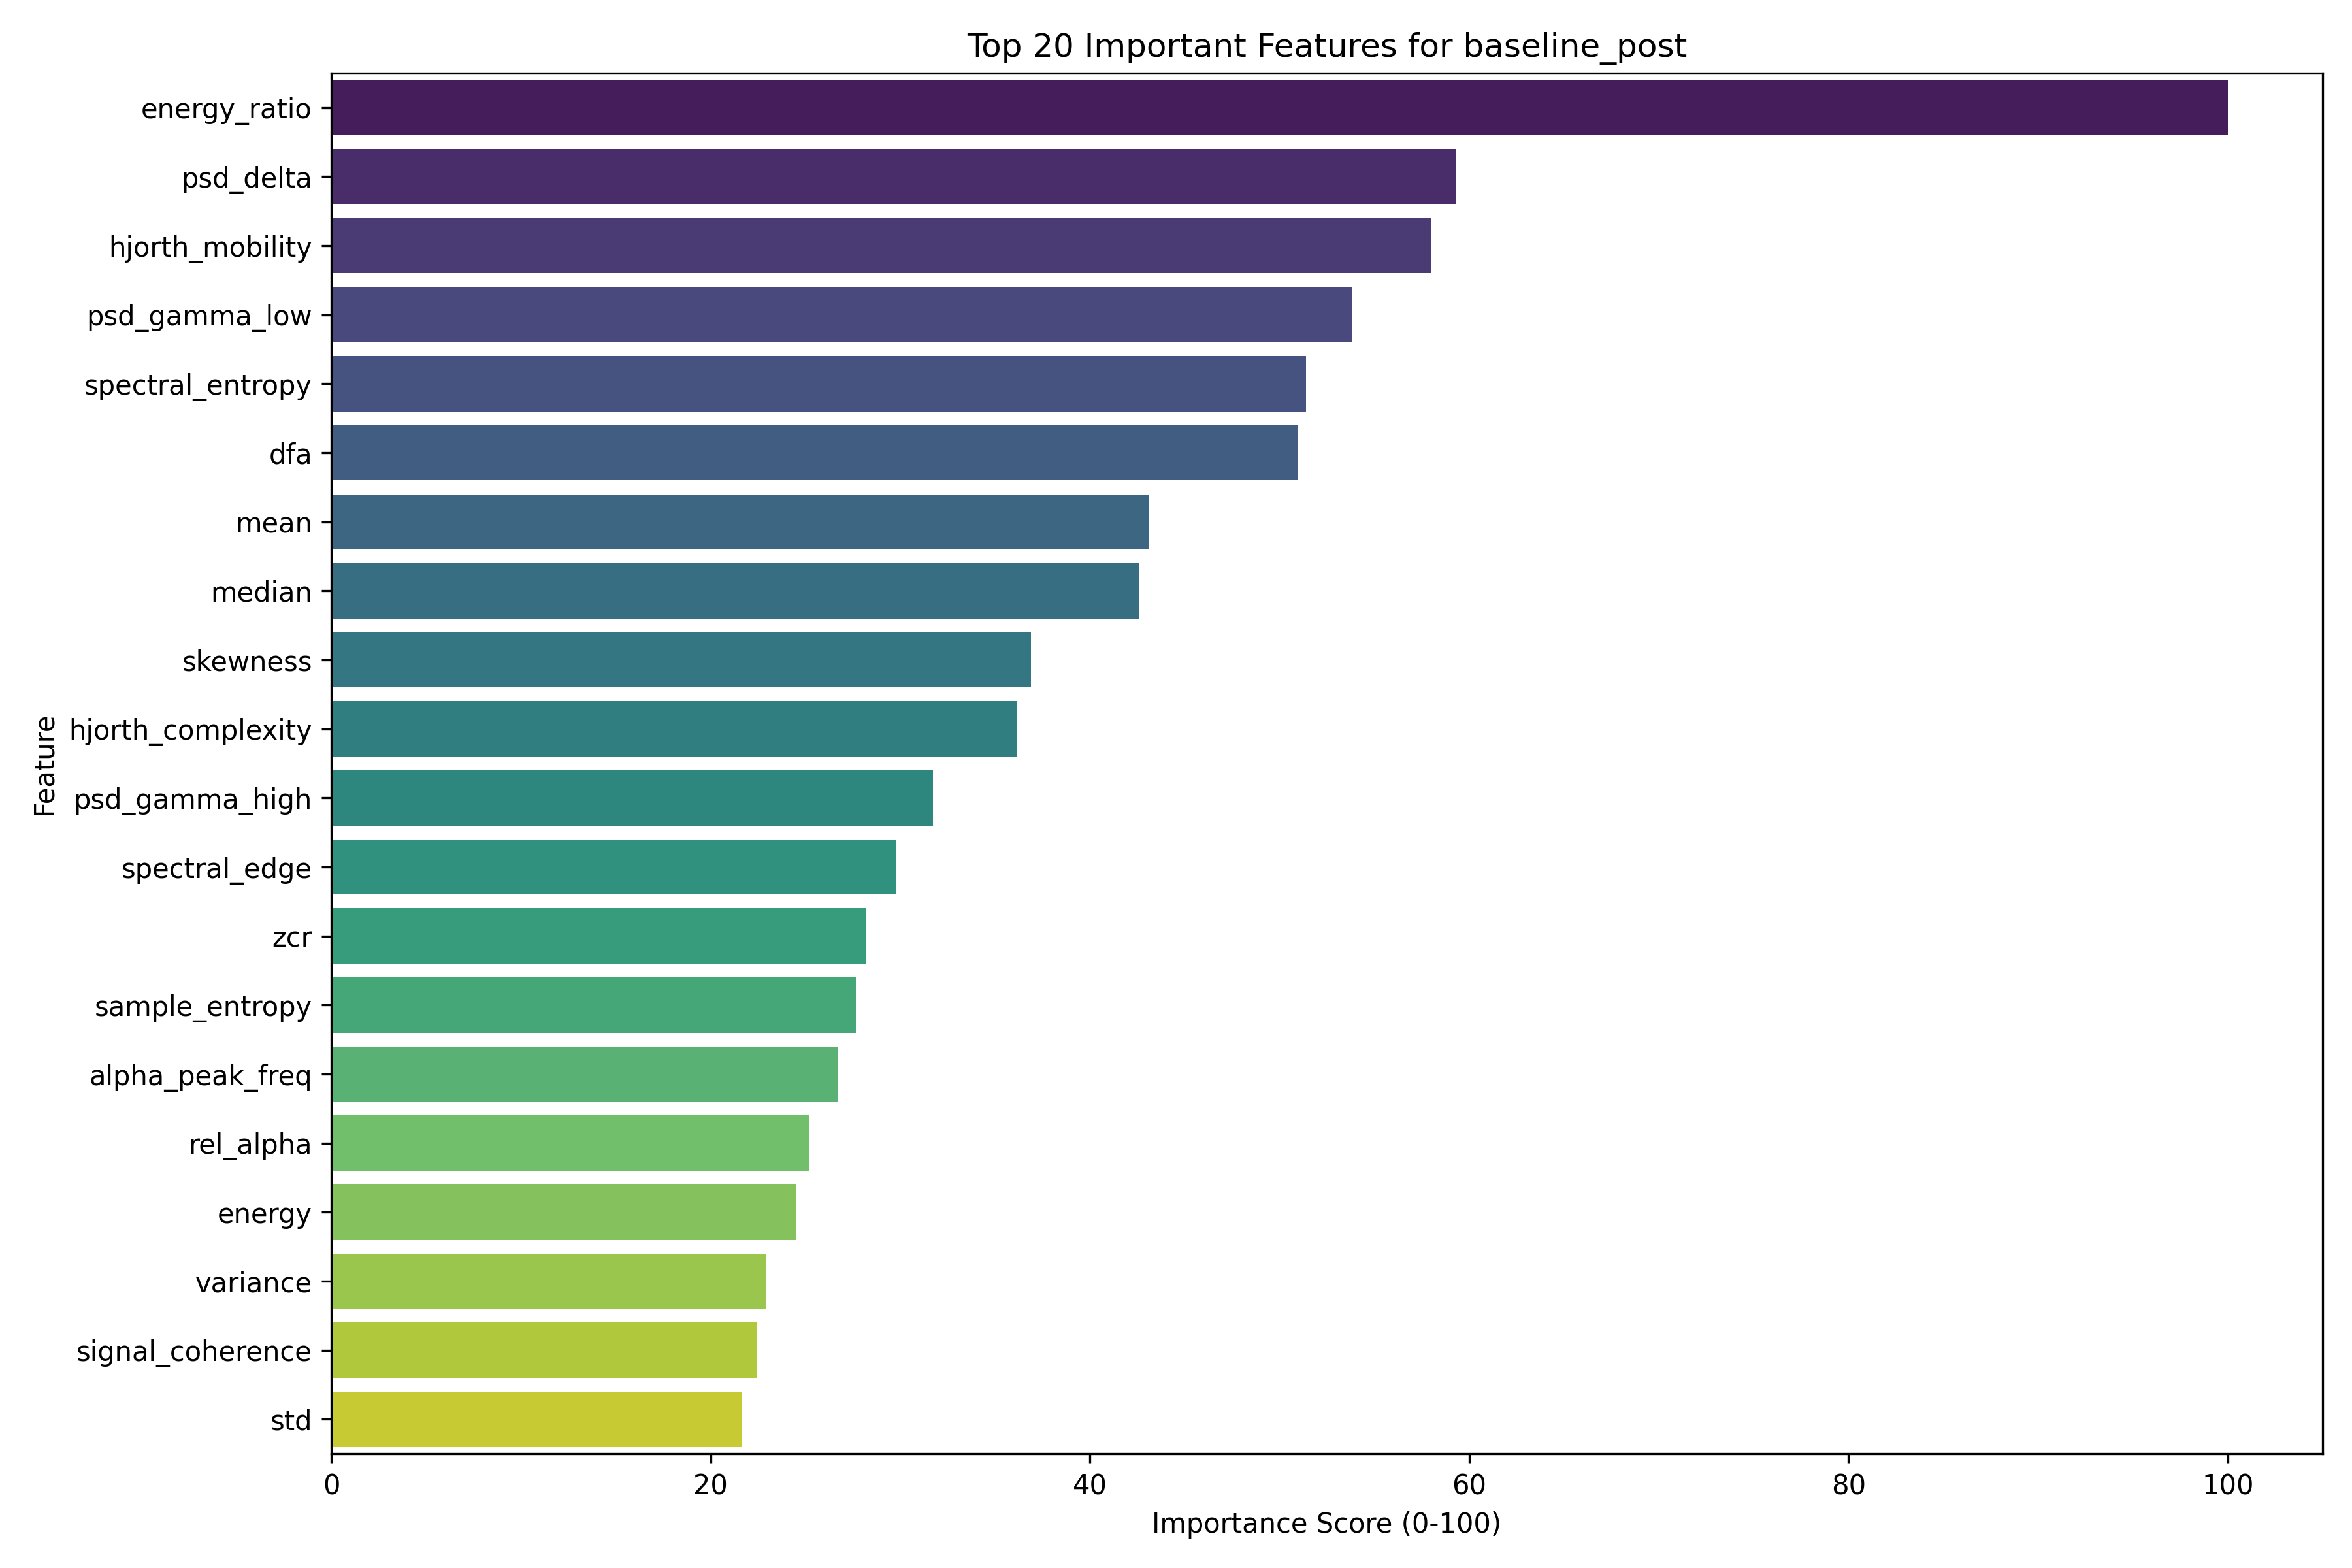 Top 20 Important Features for baseline_post
energy_ratio
psd_delta
hjorth_mobility
psd_gamma_low
spectral_entropy
dfa
mean
median
skewness
hjorth_complexity
psd_gamma_high
spectral_edge
zcr
sample_entropy
alpha_peak_freq
rel_alpha
energy
variance
signal_coherence
std
Feature
0 20 40 60 80 100
Importance Score (0-100)